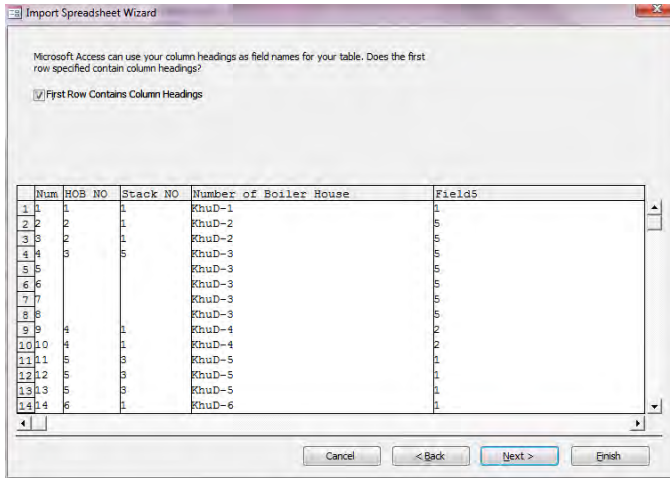 Import Spreadsheet Wizard
Microsoft Access can use your column headings as field names for your table. Does the first
row specified contain column headings?
First Row Contains Column Headings
Num HOB NO Stack NO Number of Boiler House Field5
1 1 1 1 KhuD-1 1
2 2 2 1 KhuD-2 5
3 3 2 1 KhuD-2 5
4 4 3 5 KhuD-3 5
5 5 KhuD-3 5
6 6 KhuD-3 5
7 7 KhuD-3 5
8 8 KhuD-3 5
9 9 4 1 KhuD-4 2
10 10 4 1 KhuD-4 2
11 11 5 3 KhuD-5 1
12 12 5 3 KhuD-5 1
13 13 5 3 KhuD-5 1
14 14 6 1 KhuD-6 1
Cancel < Back Next > Finish